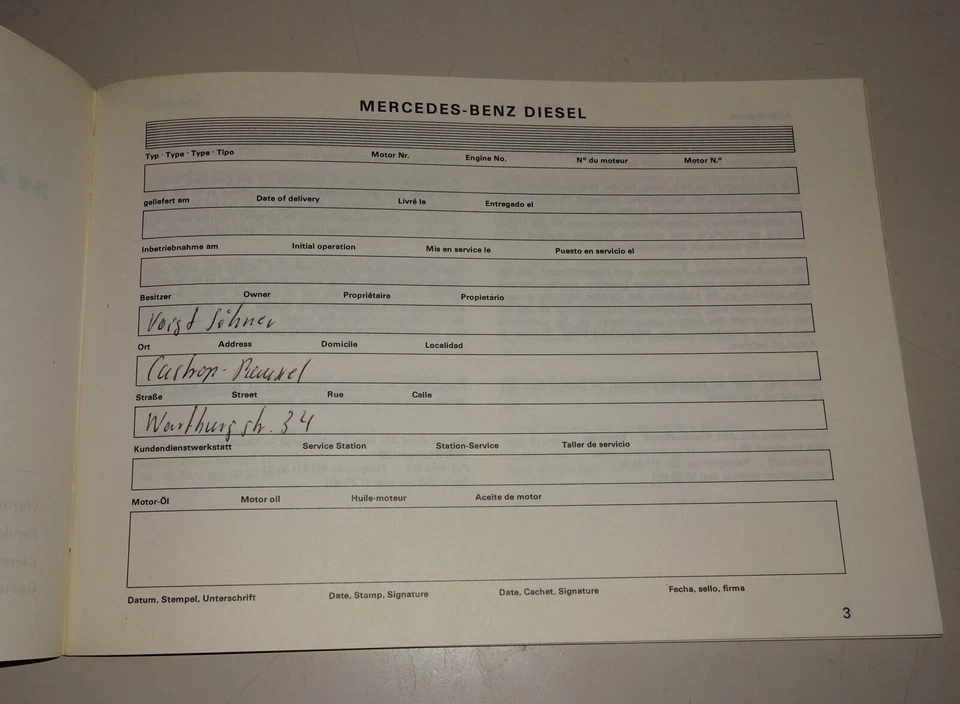 MERCEDES-BENZ DIESEL
Typ · Type · Type · Tipo Motor Nr. Engine No. N° du moteur Motor N.°
geliefert am Date of delivery Livré le Entregado el
Inbetriebnahme am Initial operation Mis en service le Puesto en servicio el
Besitzer Owner Propriétaire Propietário
Voigt Söhne
Ort Address Domicile Localidad
Castrop-Rauxel
Straße Street Rue Calle
Wartburgstr. 34
Kundendienstwerkstatt Service Station Station-Service Taller de servicio
Motor-Öl Motor oil Huile-moteur Aceite de motor
Datum, Stempel, Unterschrift Date, Stamp, Signature Date, Cachet, Signature Fecha, sello, firma
3